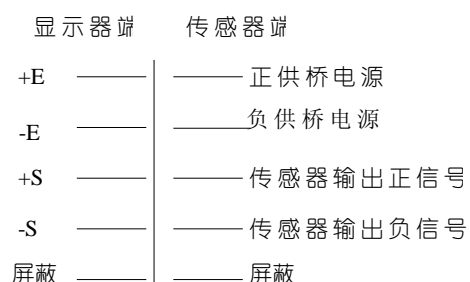 显示器端 传感器端
+E 正供桥电源
-E 负供桥电源
+S 传感器输出正信号
-S 传感器输出负信号
屏蔽 屏蔽